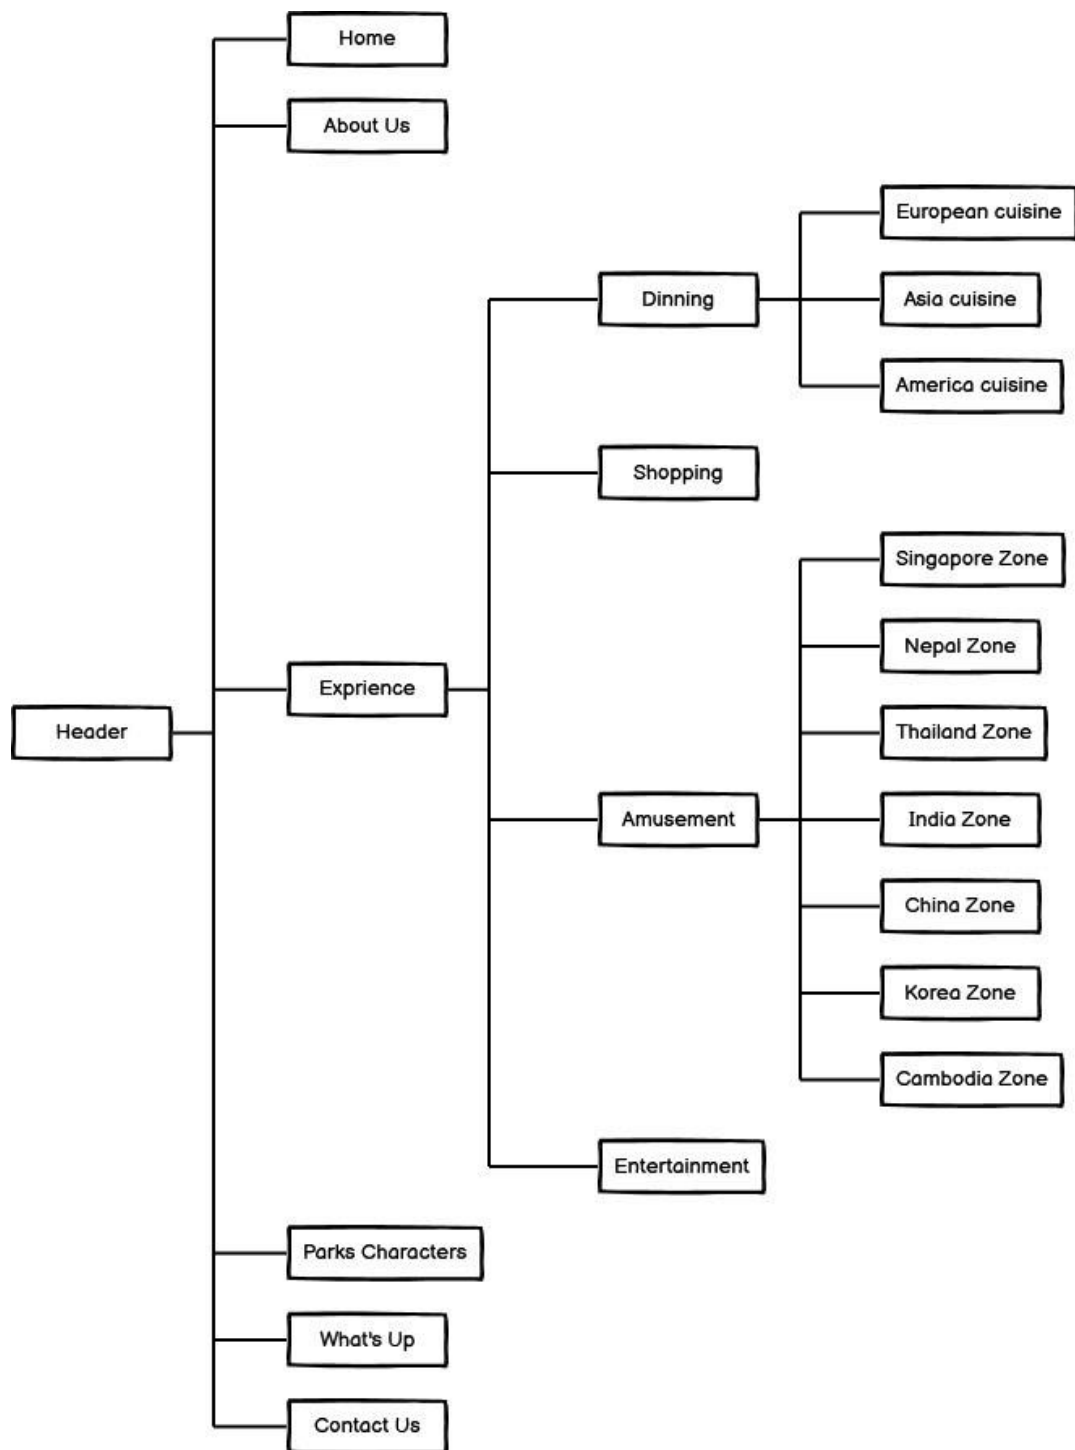 Home
About Us
European cuisine
Dinning
Asia cuisine
America cuisine
Shopping
Singapore Zone
Nepal Zone
Exprience
Header
Thailand Zone
Amusement
India Zone
China Zone
Korea Zone
Cambodia Zone
Entertainment
Parks Characters
What's Up
Contact Us